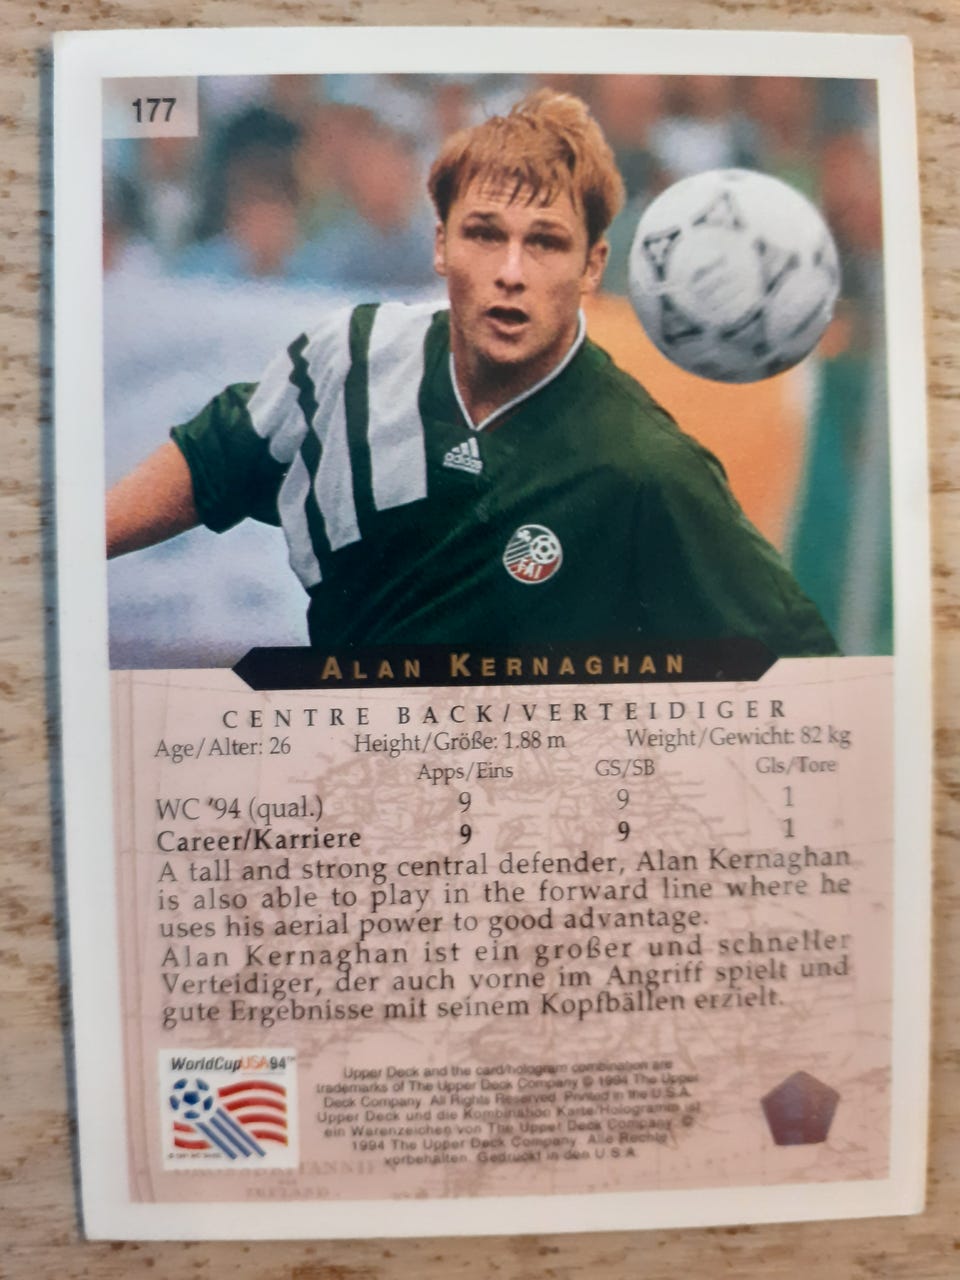 177
adidas
FAI
ALAN KERNAGHAN
CENTRE BACK/VERTEIDIGER
Age/Alter: 26 Height/Größe: 1.88 m Weight/Gewicht: 82 kg
Apps/Eins GS/SB Gls/Tore
WC '94 (qual.) 9 9 1
Career/Karriere 9 9 1
A tall and strong central defender, Alan Kernaghan
is also able to play in the forward line where he
uses his aerial power to good advantage.
Alan Kernaghan ist ein großer und schneller
Verteidiger, der auch vorne im Angriff spielt und
gute Ergebnisse mit seinem Kopfbällen erzielt.
WorldCupUSA94™
Upper Deck and the card/hologram combination are
trademarks of The Upper Deck Company © 1994 The Upper
Deck Company. All Rights Reserved. Printed in the U.S.A.
Upper Deck und die Kombination Karte/Hologramm ist
ein Warenzeichen von The Upper Deck Company. ©
1994 The Upper Deck Company. Alle Rechte
vorbehalten. Gedruckt in den U.S.A.
IRELAND